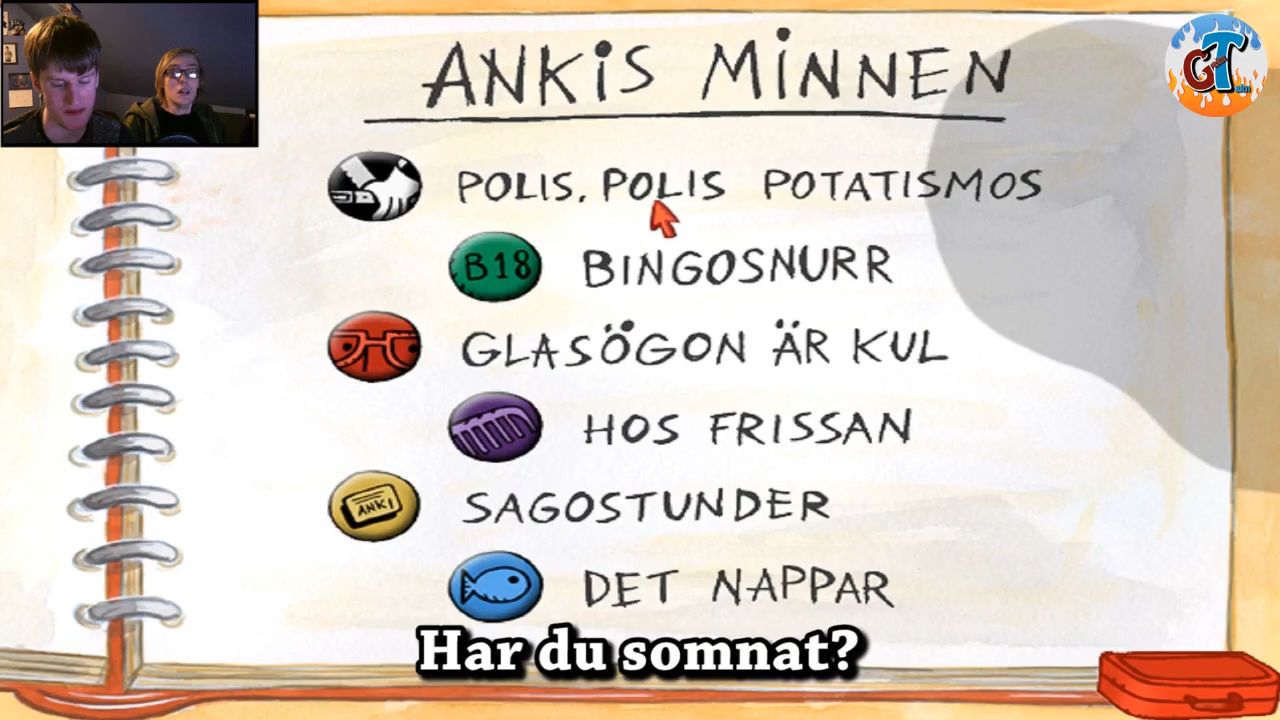 ANKIS MINNEN
GT
POLIS, POLIS POTATISMOS
B18 BINGOSNURR
GLASÖGON ÄR KUL
HOS FRISSAN
ANKI SAGOSTUNDER
DET NAPPAR
Har du somnat?